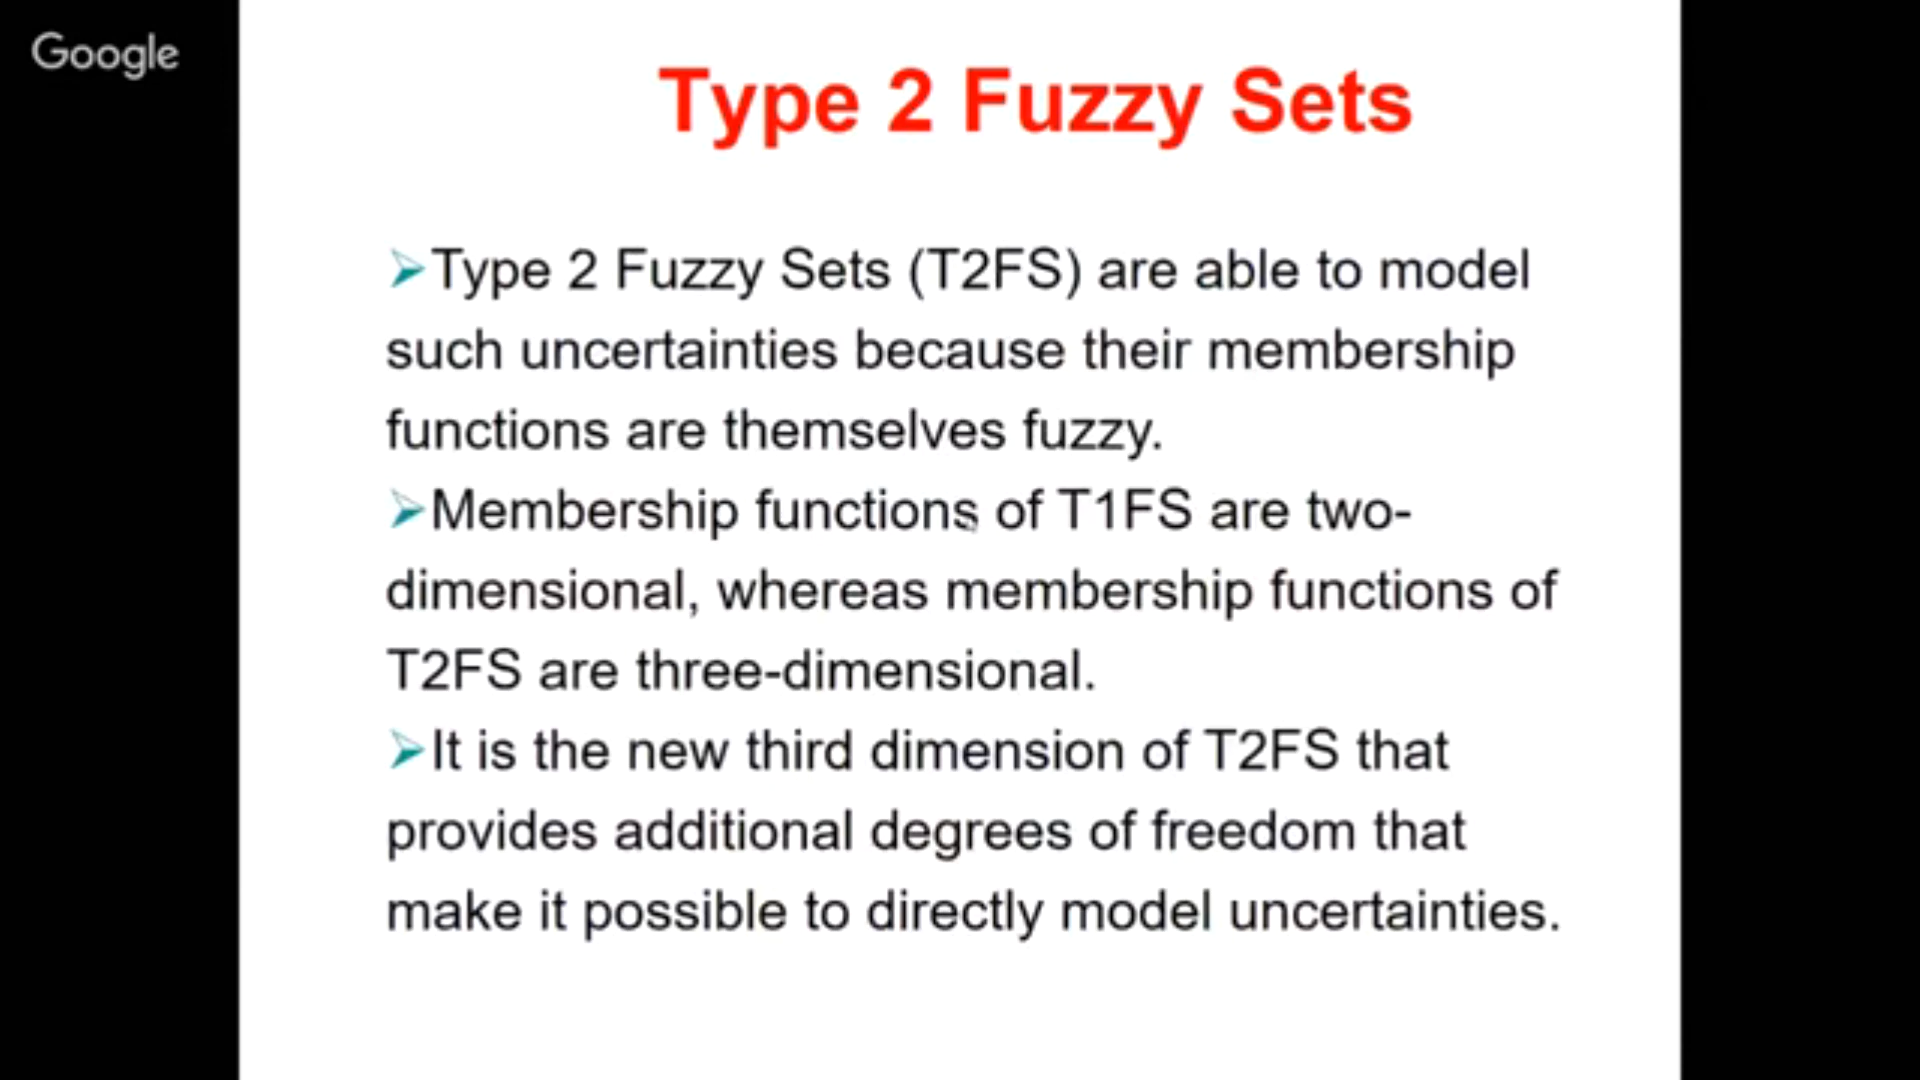 Google
Type 2 Fuzzy Sets
➢Type 2 Fuzzy Sets (T2FS) are able to model
such uncertainties because their membership
functions are themselves fuzzy.
➢Membership functions of T1FS are two-
dimensional, whereas membership functions of
T2FS are three-dimensional.
➢It is the new third dimension of T2FS that
provides additional degrees of freedom that
make it possible to directly model uncertainties.